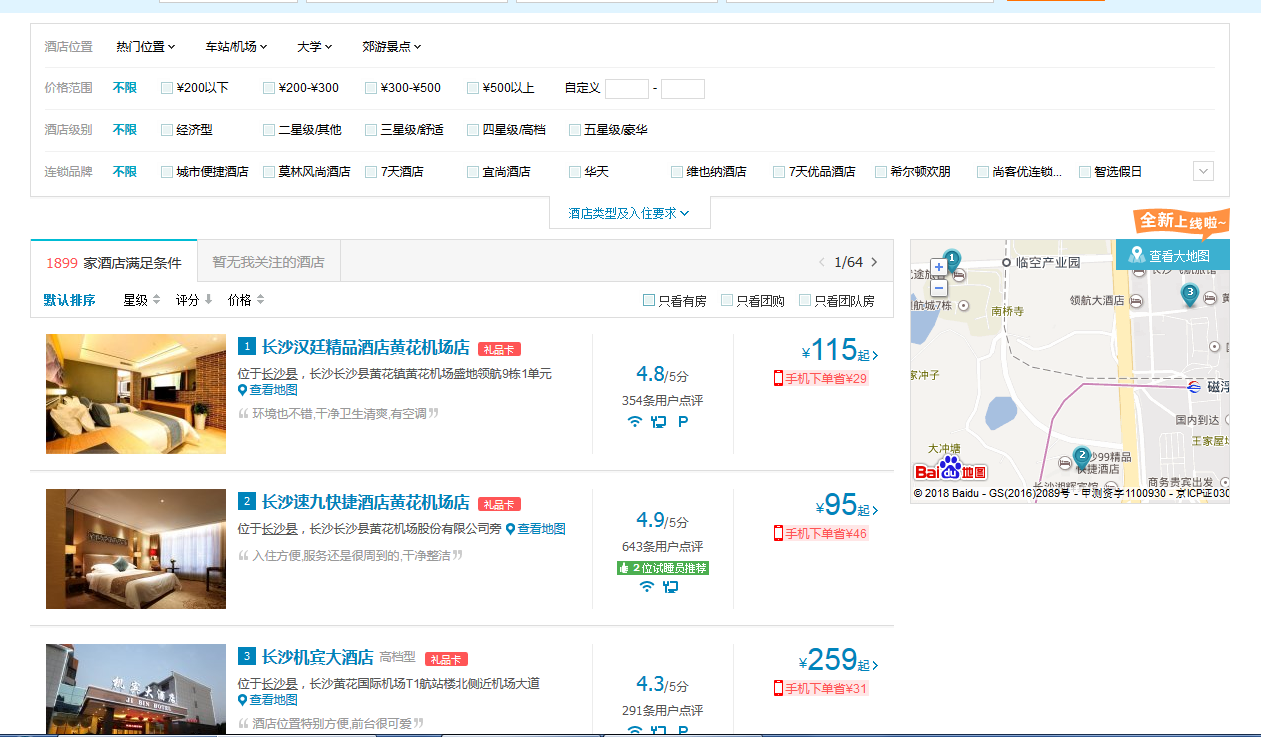 酒店位置 热门位置 车站/机场 大学 郊游景点
价格范围 不限 ¥200以下 ¥200-¥300 ¥300-¥500 ¥500以上 自定义 -
酒店级别 不限 经济型 二星级/其他 三星级/舒适 四星级/高档 五星级/豪华
连锁品牌 不限 城市便捷酒店 莫林风尚酒店 7天酒店 宜尚酒店 华天 维也纳酒店 7天优品酒店 希尔顿欢朋 尚客优连锁... 智选假日
酒店类型及入住要求
全新上线啦~
1899 家酒店满足条件 暂无我关注的酒店 1/64
默认排序 星级 评分 价格 只看有房 只看团购 只看团队房
1 长沙汉廷精品酒店黄花机场店 礼品卡
位于长沙县，长沙长沙县黄花镇黄花机场盛地领航9栋1单元
查看地图
“ 环境也不错,干净卫生清爽,有空调 ”
4.8/5分
354条用户点评
P
¥115起
手机下单省¥29
2 长沙速九快捷酒店黄花机场店 礼品卡
位于长沙县，长沙长沙县黄花机场股份有限公司旁 查看地图
“ 入住方便,服务还是很周到的,干净整洁 ”
4.9/5分
643条用户点评
2 位试睡员推荐
¥95起
手机下单省¥46
3 长沙机宾大酒店 高档型 礼品卡
位于长沙县，长沙黄花国际机场T1航站楼北侧近机场大道
查看地图
“ 酒店位置特别方便,前台很可爱 ”
4.3/5分
291条用户点评
P
¥259起
手机下单省¥31
机宾大酒店
JI BIN HOTEL
查看大地图
1
临空产业园
3
领航大酒店
航城7栋
南桥寺
家冲子
磁浮
国内到达
王家屋
大冲塘
2
99精品
快捷酒店
商务贵宾出发
Bai du 地图
© 2018 Baidu - GS(2016)2089号 - 甲测资字1100930 - 京ICP证030